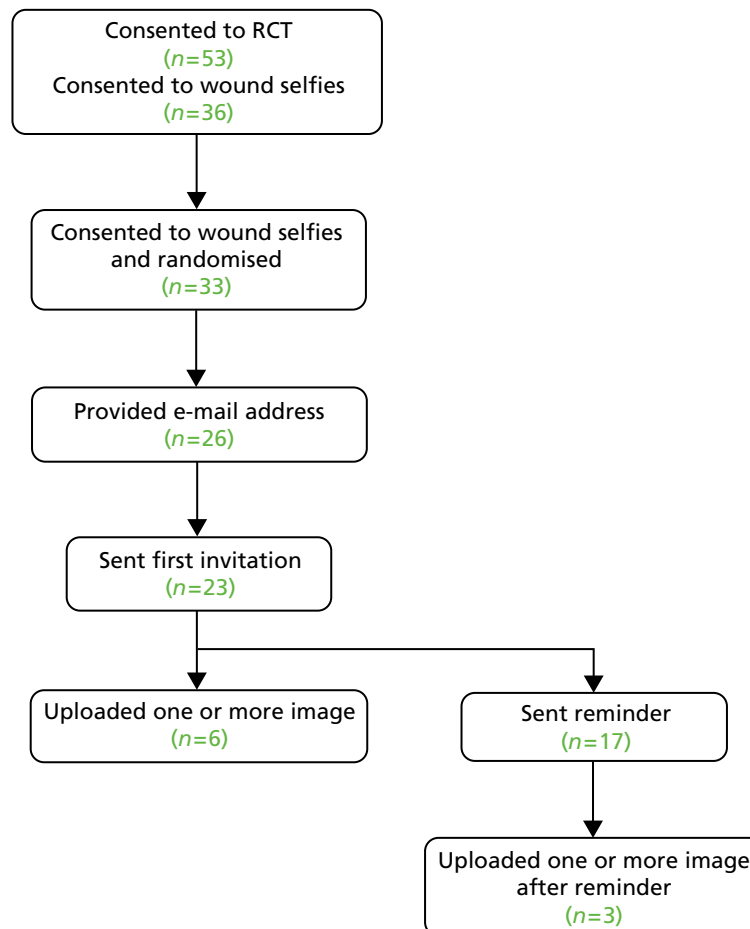 Consented to RCT
(n=53)
Consented to wound selfies
(n=36)
Consented to wound selfies
and randomised
(n=33)
Provided e-mail address
(n=26)
Sent first invitation
(n=23)
Uploaded one or more image
(n=6)
Sent reminder
(n=17)
Uploaded one or more image
after reminder
(n=3)